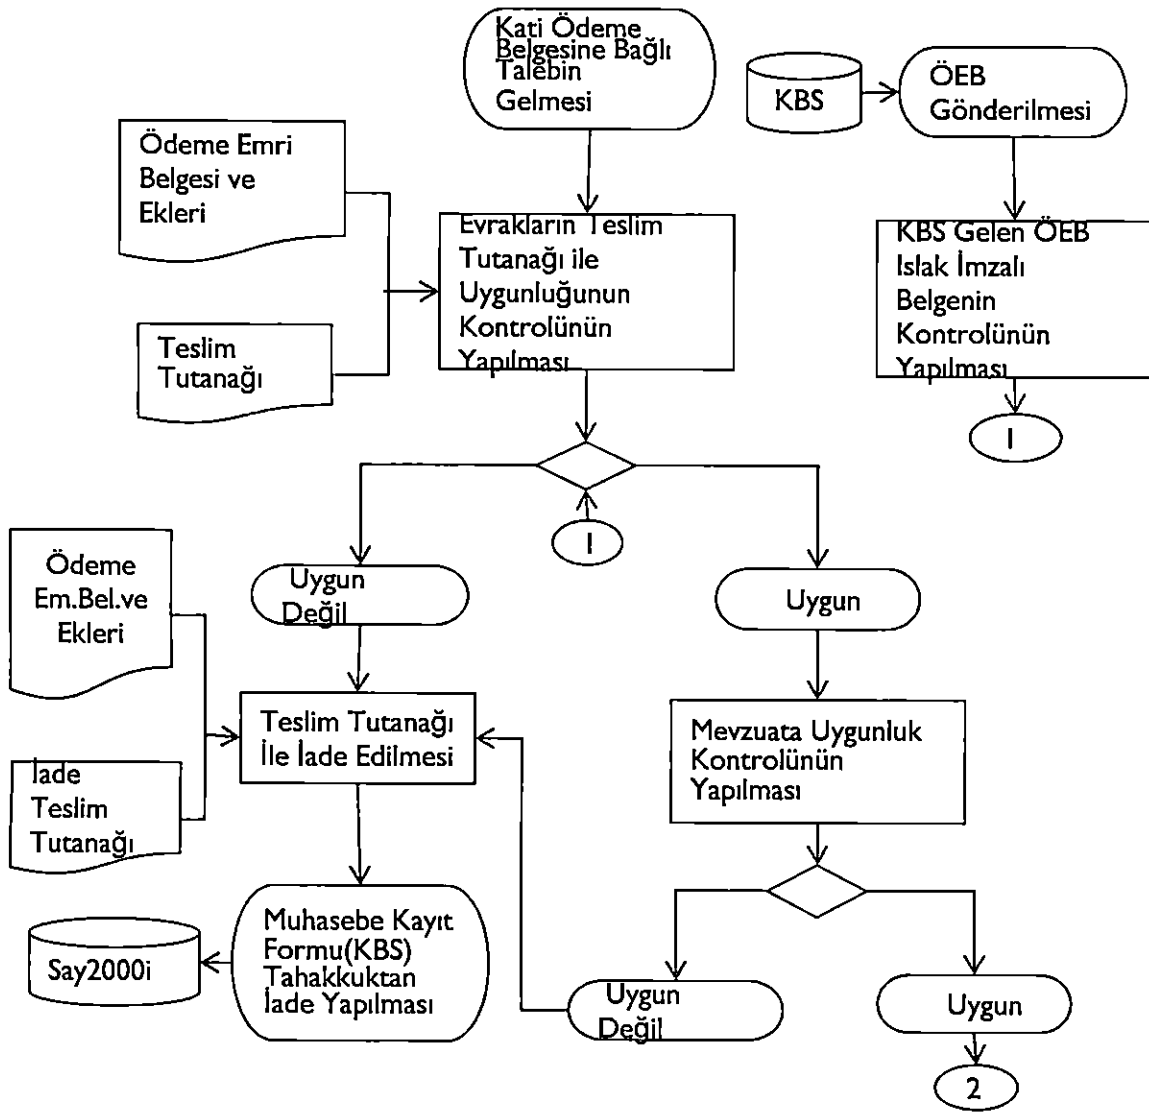 Kati Ödeme
Belgesine Bağlı
Talebin
Gelmesi
KBS
ÖEB
Gönderilmesi
Ödeme Emri
Belgesi ve
Ekleri
Evrakların Teslim
Tutanağı ile
Uygunluğunun
Kontrolünün
Yapılması
KBS Gelen ÖEB
Islak İmzalı
Belgenin
Kontrolünün
Yapılması
Teslim
Tutanağı
1
1
Ödeme
Em.Bel.ve
Ekleri
Uygun
Değil
Uygun
Teslim Tutanağı
İle İade Edilmesi
Mevzuata Uygunluk
Kontrolünün
Yapılması
İade
Teslim
Tutanağı
Muhasebe Kayıt
Formu(KBS)
Tahakkuktan
İade Yapılması
Say2000i
Uygun
Değil
Uygun
2